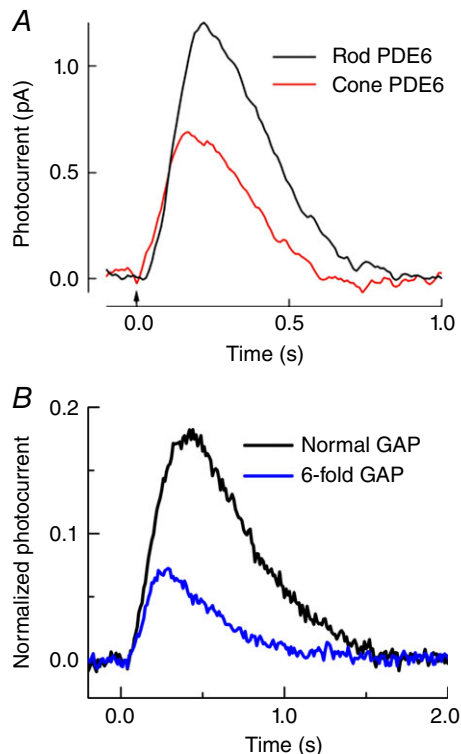 A
Rod PDE6
Cone PDE6
Photocurrent (pA)
1.0
0.5
0.0
0.0 0.5 1.0
Time (s)
B
Normal GAP
6-fold GAP
Normalized photocurrent
0.2
0.1
0.0
0.0 1.0 2.0
Time (s)